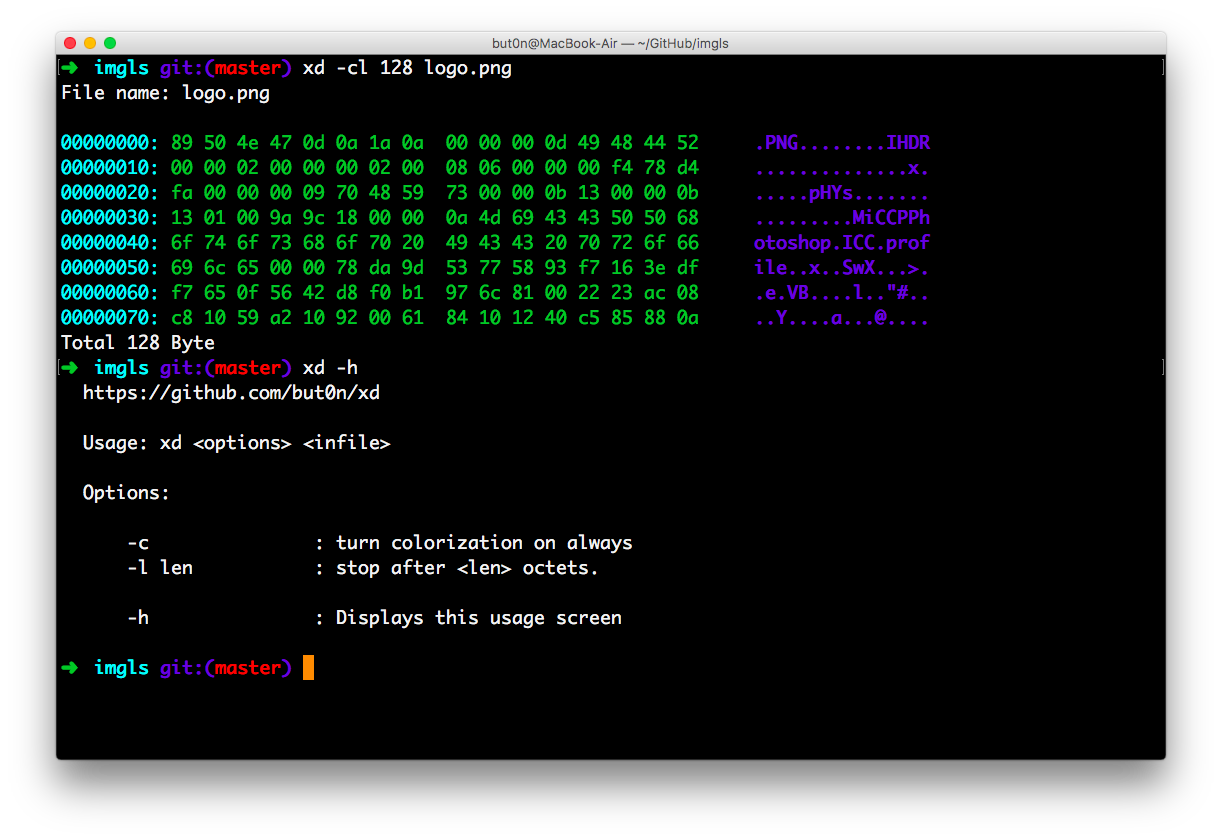 but0n@MacBook-Air — ~/GitHub/imgls
[➜ imgls git:(master) xd -cl 128 logo.png ]
File name: logo.png
00000000: 89 50 4e 47 0d 0a 1a 0a 00 00 00 0d 49 48 44 52 .PNG........IHDR
00000010: 00 00 02 00 00 00 02 00 08 06 00 00 00 f4 78 d4 ..............x.
00000020: fa 00 00 00 09 70 48 59 73 00 00 0b 13 00 00 0b .....pHYs.......
00000030: 13 01 00 9a 9c 18 00 00 0a 4d 69 43 43 50 50 68 .........MiCCPPh
00000040: 6f 74 6f 73 68 6f 70 20 49 43 43 20 70 72 6f 66 otoshop.ICC.prof
00000050: 69 6c 65 00 00 78 da 9d 53 77 58 93 f7 16 3e df ile..x..SwX...>.
00000060: f7 65 0f 56 42 d8 f0 b1 97 6c 81 00 22 23 ac 08 .e.VB....l.."#..
00000070: c8 10 59 a2 10 92 00 61 84 10 12 40 c5 85 88 0a ..Y....a...@....
Total 128 Byte
[➜ imgls git:(master) xd -h ]
https://github.com/but0n/xd
Usage: xd <options> <infile>
Options:
-c : turn colorization on always
-l len : stop after <len> octets.
-h : Displays this usage screen
➜ imgls git:(master)